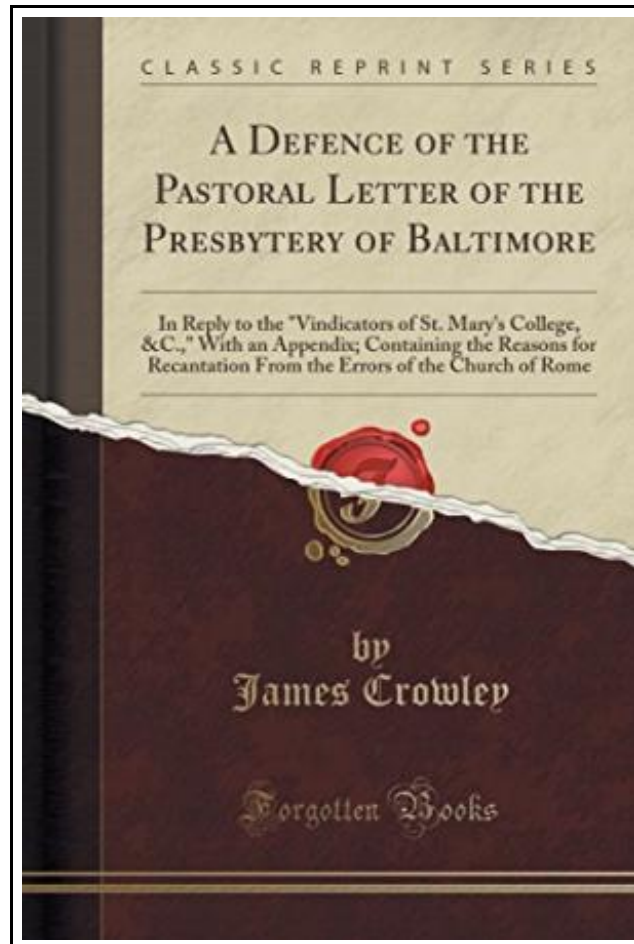 CLASSIC REPRINT SERIES
A DEFENCE OF THE
PASTORAL LETTER OF THE
PRESBYTERY OF BALTIMORE
In Reply to the "Vindicators of St. Mary's College,
&C.," With an Appendix; Containing the Reasons for
Recantation From the Errors of the Church of Rome
by
James Crowley
Forgotten Books